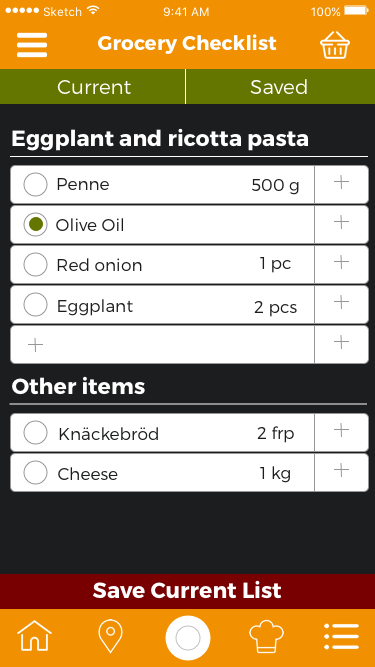 Sketch 9:41 AM 100%
Grocery Checklist
Current Saved
Eggplant and ricotta pasta
Penne 500 g
Olive Oil
Red onion 1 pc
Eggplant 2 pcs
Other items
Knäckebröd 2 frp
Cheese 1 kg
Save Current List